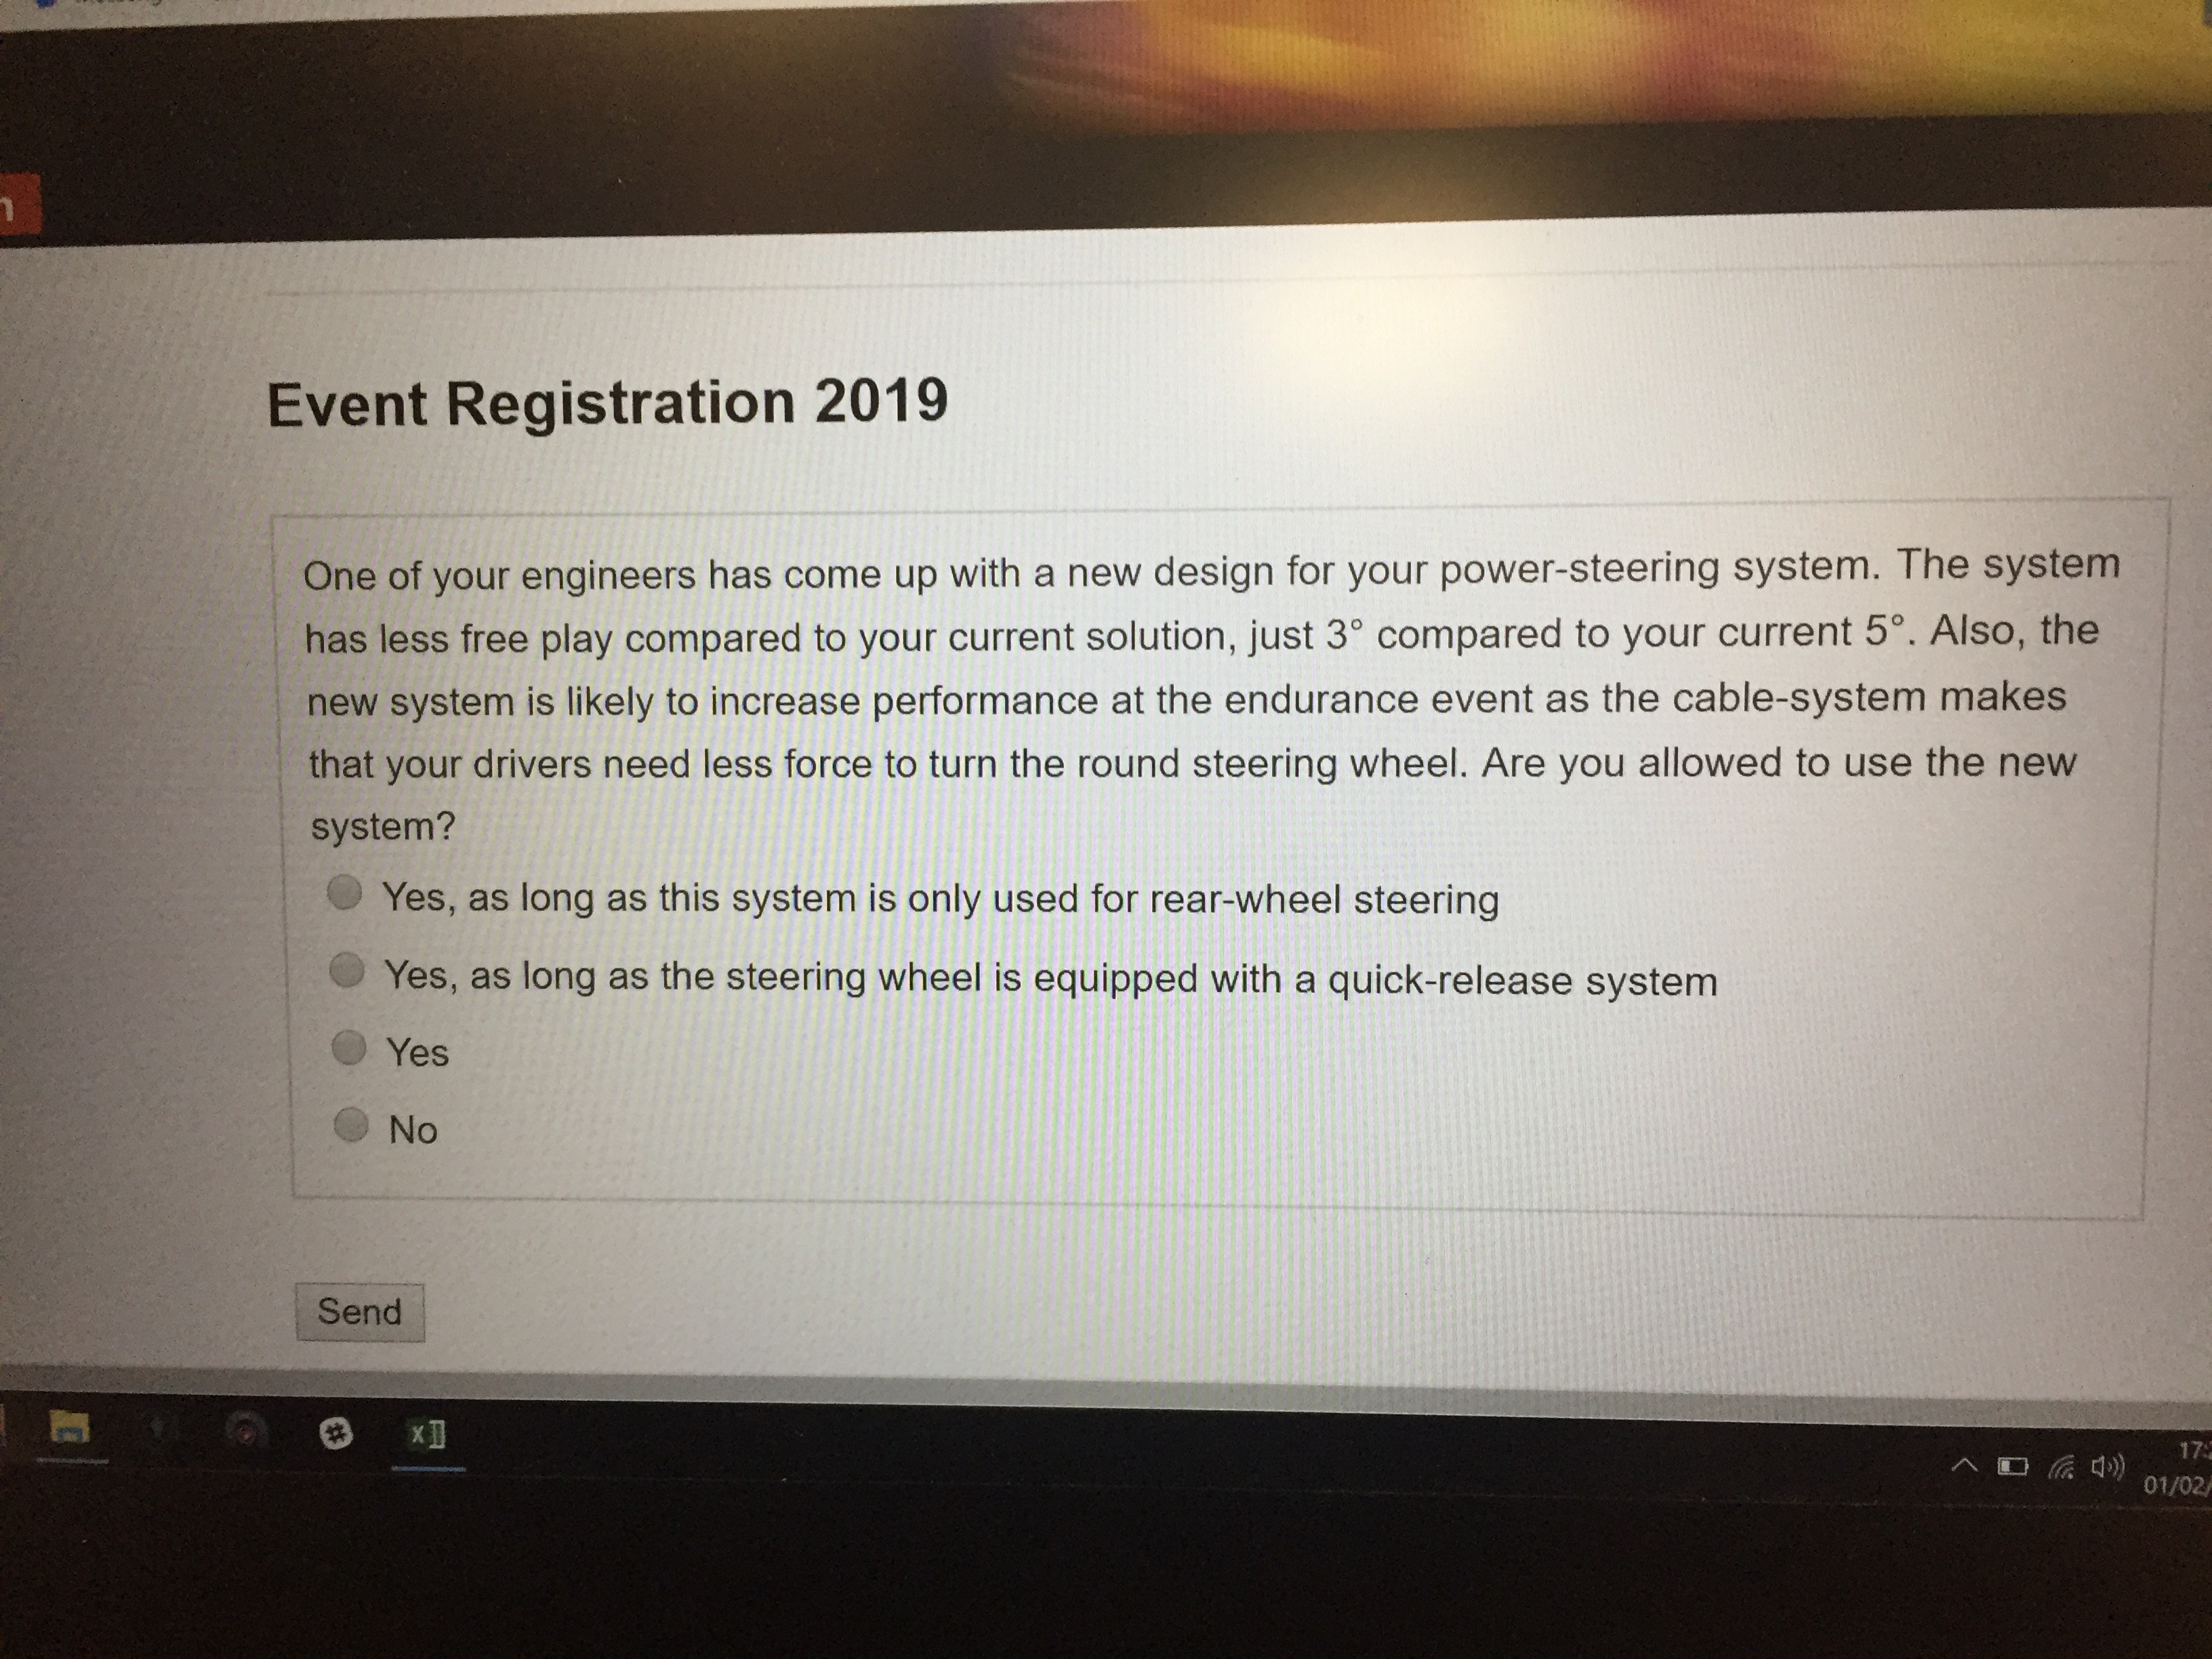 Event Registration 2019
One of your engineers has come up with a new design for your power-steering system. The system
has less free play compared to your current solution, just 3° compared to your current 5°. Also, the
new system is likely to increase performance at the endurance event as the cable-system makes
that your drivers need less force to turn the round steering wheel. Are you allowed to use the new
system?
Yes, as long as this system is only used for rear-wheel steering
Yes, as long as the steering wheel is equipped with a quick-release system
Yes
No
Send
17:
01/02/